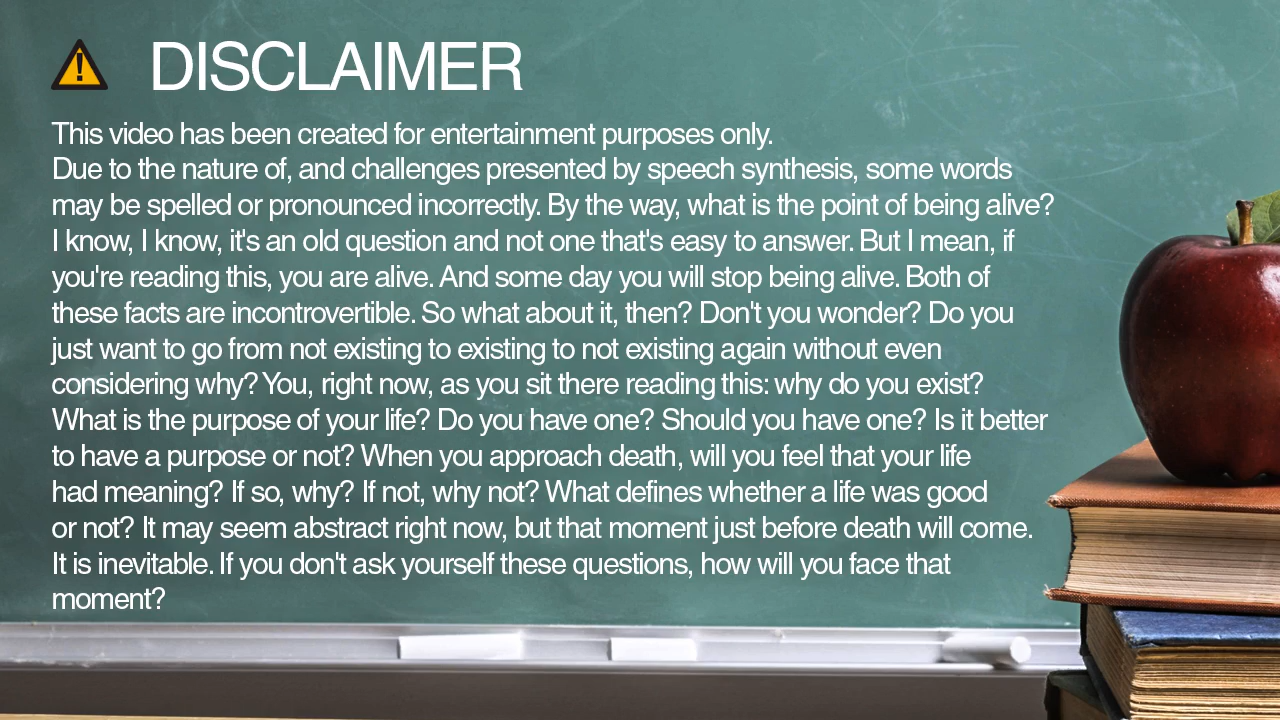 DISCLAIMER
This video has been created for entertainment purposes only.
Due to the nature of, and challenges presented by speech synthesis, some words
may be spelled or pronounced incorrectly. By the way, what is the point of being alive?
I know, I know, it's an old question and not one that's easy to answer. But I mean, if
you're reading this, you are alive. And some day you will stop being alive. Both of
these facts are incontrovertible. So what about it, then? Don't you wonder? Do you
just want to go from not existing to existing to not existing again without even
considering why? You, right now, as you sit there reading this: why do you exist?
What is the purpose of your life? Do you have one? Should you have one? Is it better
to have a purpose or not? When you approach death, will you feel that your life
had meaning? If so, why? If not, why not? What defines whether a life was good
or not? It may seem abstract right now, but that moment just before death will come.
It is inevitable. If you don't ask yourself these questions, how will you face that
moment?